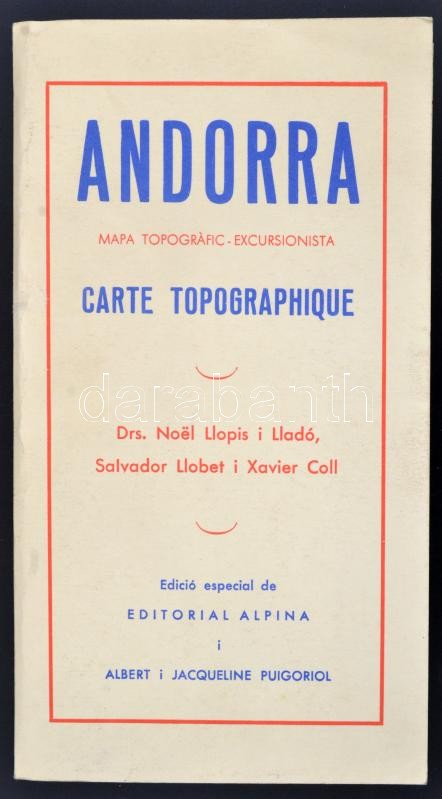 ANDORRA
MAPA TOPOGRÀFIC - EXCURSIONISTA
CARTE TOPOGRAPHIQUE
darabanth
Drs. Noël Llopis i Lladó,
Salvador Llobet i Xavier Coll
Edició especial de
EDITORIAL ALPINA
i
ALBERT i JACQUELINE PUIGORIOL